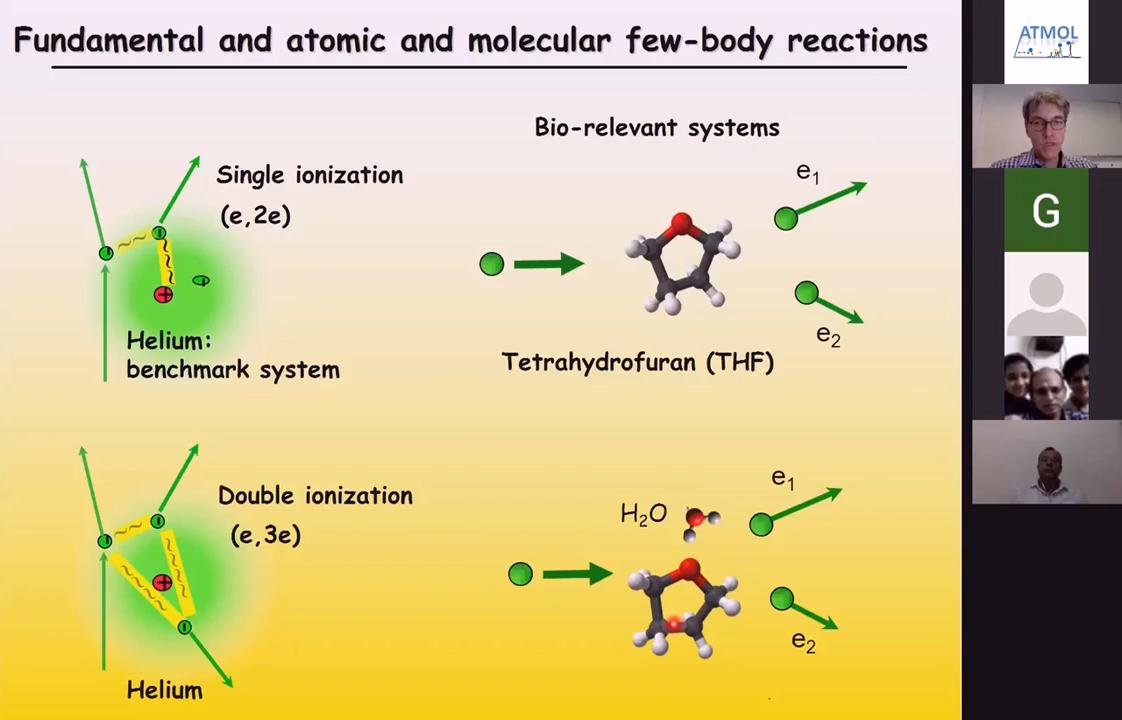 Fundamental and atomic and molecular few-body reactions
Bio-relevant systems
Single ionization
(e,2e)
Helium:
benchmark system
e₁
e₂
Tetrahydrofuran (THF)
Double ionization
(e,3e)
Helium
H₂O
e₁
e₂
ATMOL
G